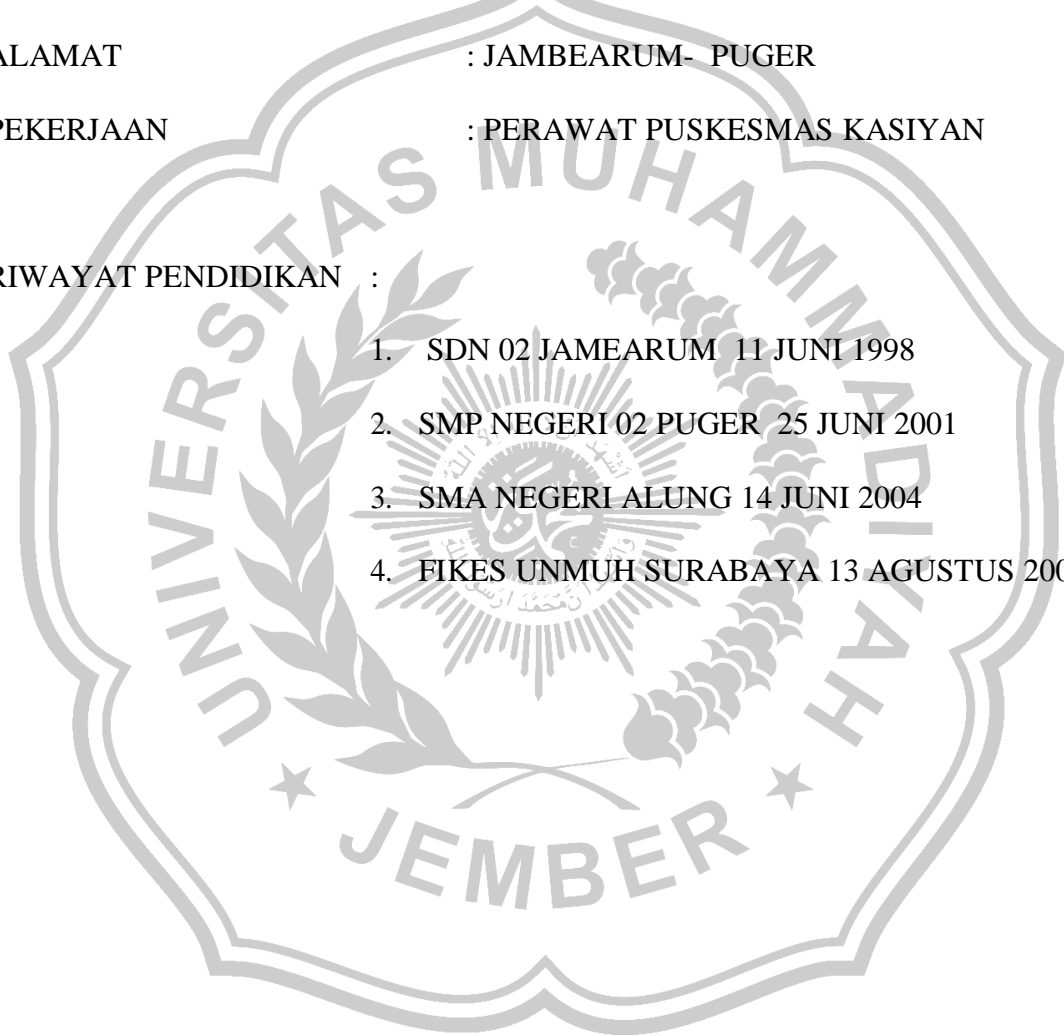 ALAMAT : JAMBEARUM- PUGER
PEKERJAAN : PERAWAT PUSKESMAS KASIYAN
RIWAYAT PENDIDIKAN :
1. SDN 02 JAMEARUM 11 JUNI 1998
2. SMP NEGERI 02 PUGER 25 JUNI 2001
3. SMA NEGERI ALUNG 14 JUNI 2004
4. FIKES UNMUH SURABAYA 13 AGUSTUS 200
UNIVERSITAS MUHAMMADIYAH
JEMBER